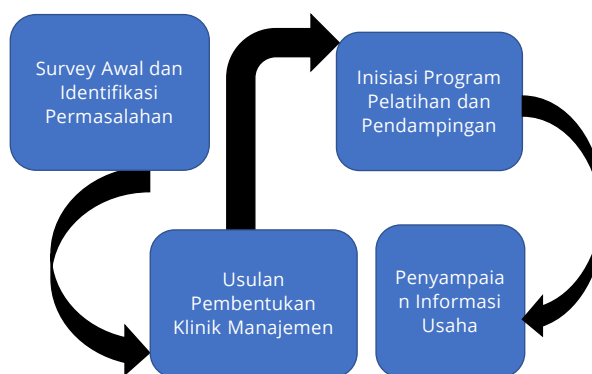 Survey Awal dan
Identifikasi
Permasalahan
Usulan
Pembentukan
Klinik Manajemen
Inisiasi Program
Pelatihan dan
Pendampingan
Penyampaia
n Informasi
Usaha